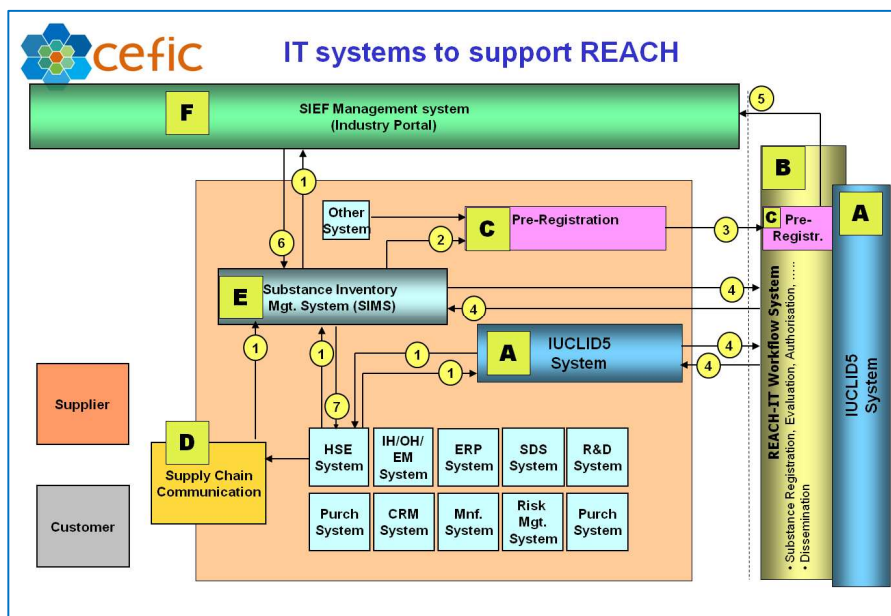 cefic
IT systems to support REACH
F
SIEF Management system
(Industry Portal)
5
B
A
1
6
Other
System
C
Pre-Registration
2
3
C
Pre-
Registr.
E
Substance Inventory
Mgt. System (SIMS)
4
4
1
1
1
1
7
A
IUCLID5
System
4
4
REACH-IT Workflow System
• Substance Registration, Evaluation, Authorisation, .....
• Dissemination
IUCLID5
System
Supplier
Customer
D
Supply Chain
Communication
HSE
System
IH/OH/
EM
System
ERP
System
SDS
System
R&D
System
Purch
System
CRM
System
Mnf.
System
Risk
Mgt.
System
Purch
System